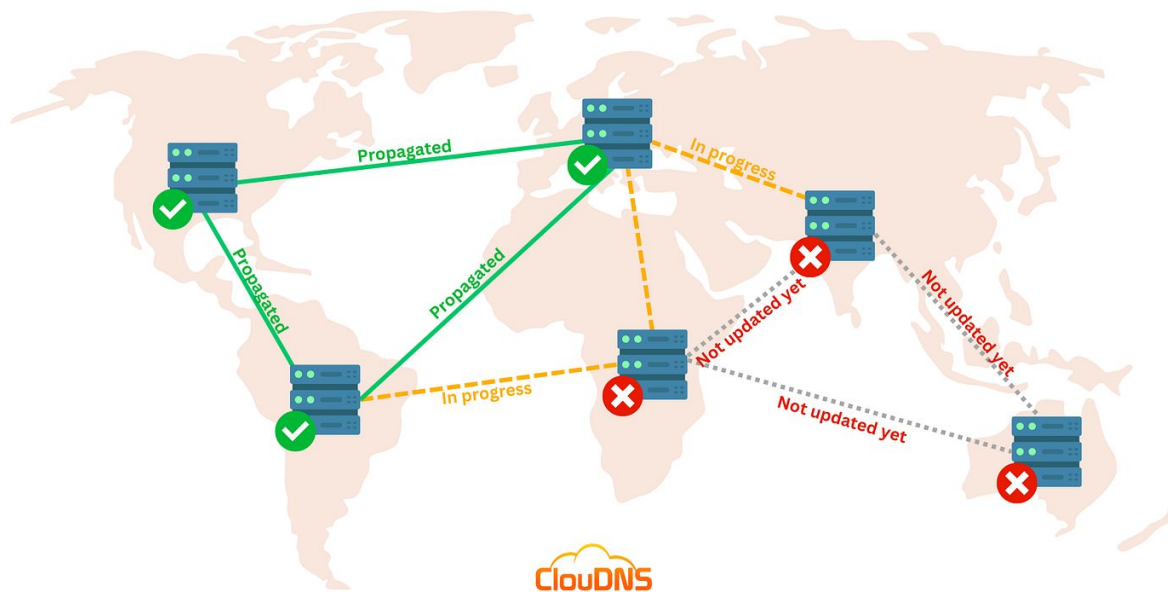 Propagated
In progress
Propagated
Propagated
Not updated yet
Not updated yet
In progress
Not updated yet
ClouDNS